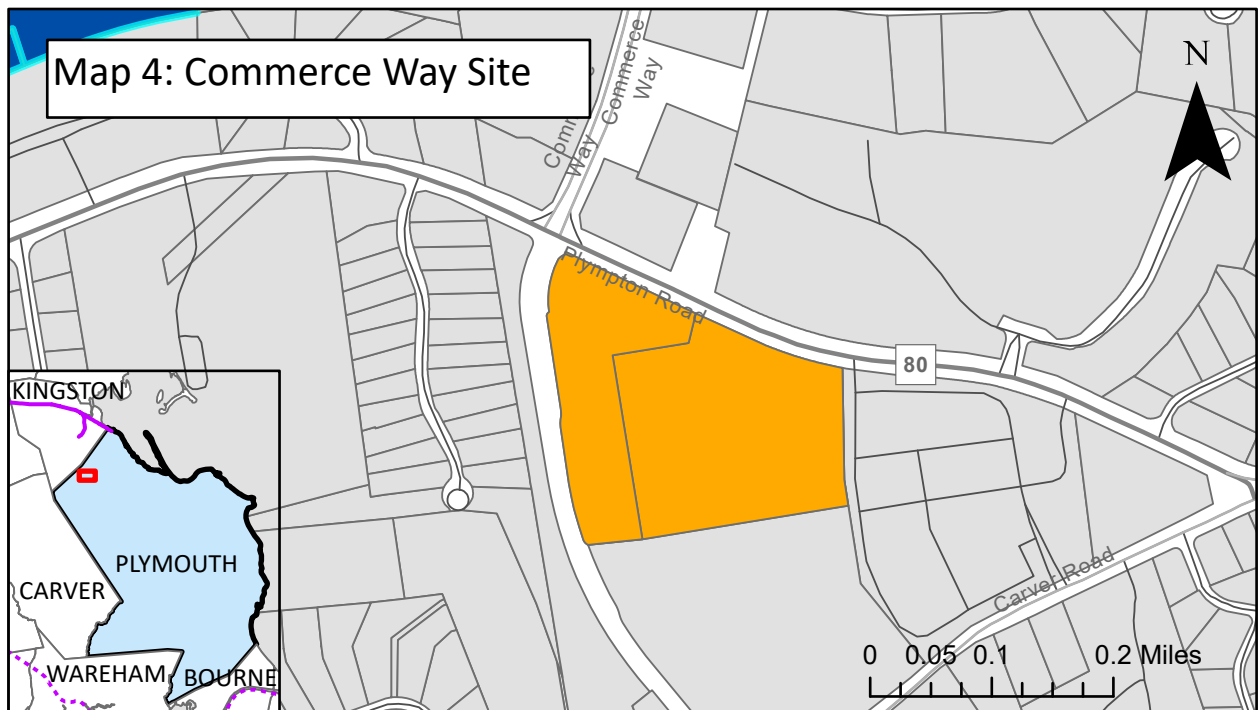 Map 4: Commerce Way Site
N
Commerce
Way
Commerce
Way
Plympton Road
80
Carver Road
KINGSTON
PLYMOUTH
CARVER
WAREHAM
BOURNE
0 0.05 0.1 0.2 Miles